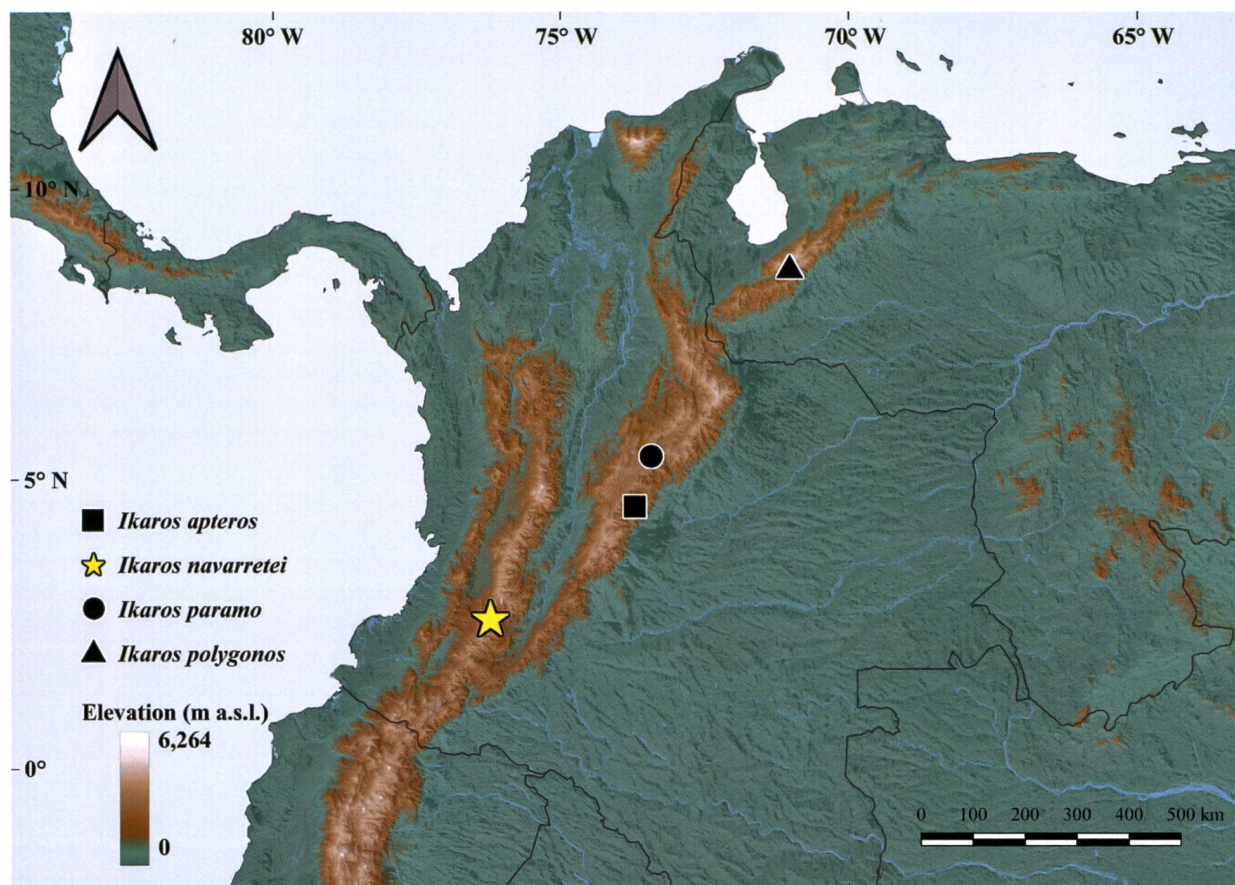 80° W 75° W 70° W 65° W
10° N
5° N
Ikaros apteros
Ikaros navarretei
Ikaros paramo
Ikaros polygonos
Elevation (m a.s.l.)
6,264
0
0°
0 100 200 300 400 500 km